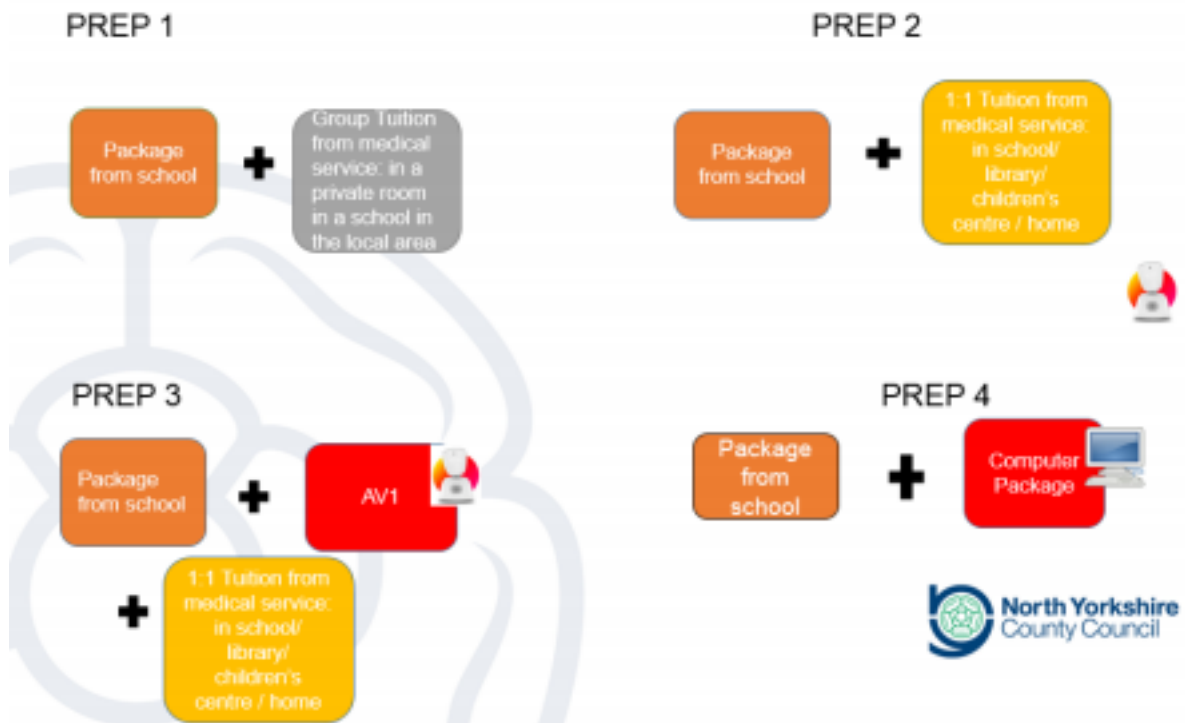 PREP 1
Package
from school
Group Tuition
from medical
service: in a
private room
in a school in
the local area
PREP 2
Package
from school
1:1 Tuition from
medical service:
in school/
library/
children's
centre / home
PREP 3
Package
from school
AV1
1:1 Tuition from
medical service:
in school/
library/
children's
centre / home
PREP 4
Package
from
school
Computer
Package
North Yorkshire
County Council